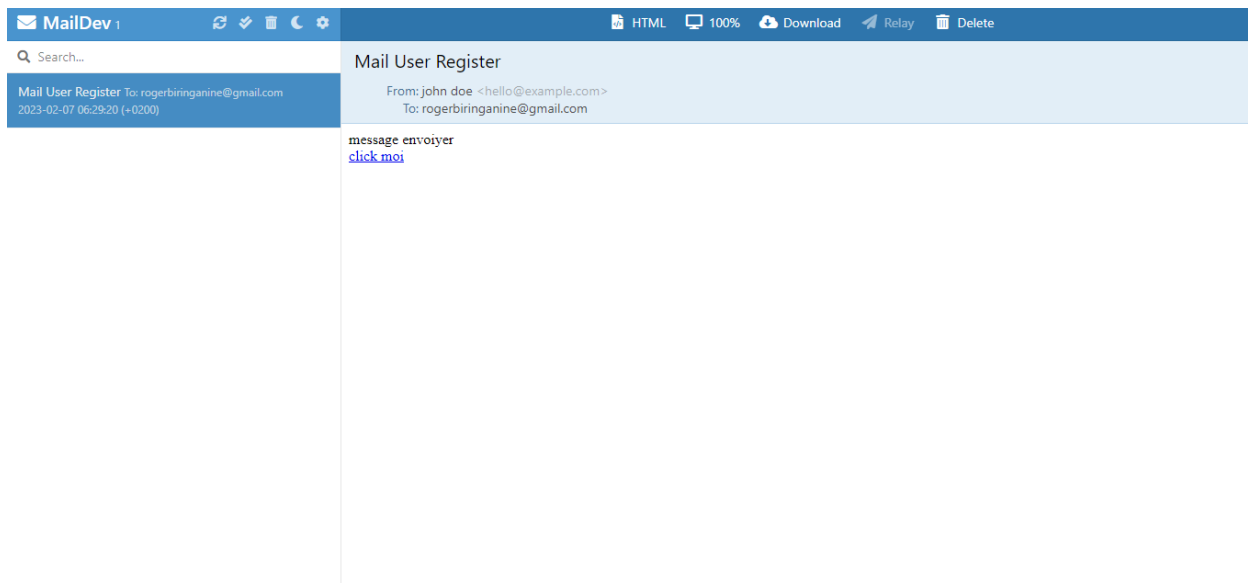 MailDev 1
HTML 100% Download Relay Delete
Search...
Mail User Register To: rogerbiringanine@gmail.com
2023-02-07 06:29:20 (+0200)
Mail User Register
From: john doe <hello@example.com>
To: rogerbiringanine@gmail.com
message envoiyer
click moi